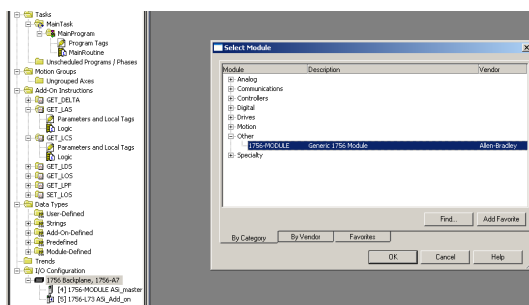 Tasks
MainTask
MainProgram
Program Tags
MainRoutine
Unscheduled Programs / Phases
Motion Groups
Ungrouped Axes
Add-On Instructions
GET_DELTA
GET_LAS
Parameters and Local Tags
Logic
GET_LCS
Parameters and Local Tags
Logic
GET_LDS
GET_LOS
GET_LPF
SET_LOS
Data Types
User-Defined
Strings
Add-On-Defined
Predefined
Module-Defined
Trends
I/O Configuration
1756 Backplane, 1756-A7
[4] 1756-MODULE ASi_master
[5] 1756-L73 ASi_Add_on
Select Module
Module Description Vendor
Analog
Communications
Controllers
Digital
Drives
Motion
Other
1756-MODULE Generic 1756 Module Allen-Bradley
Specialty
Find... Add Favorite
By Category By Vendor Favorites
OK Cancel Help